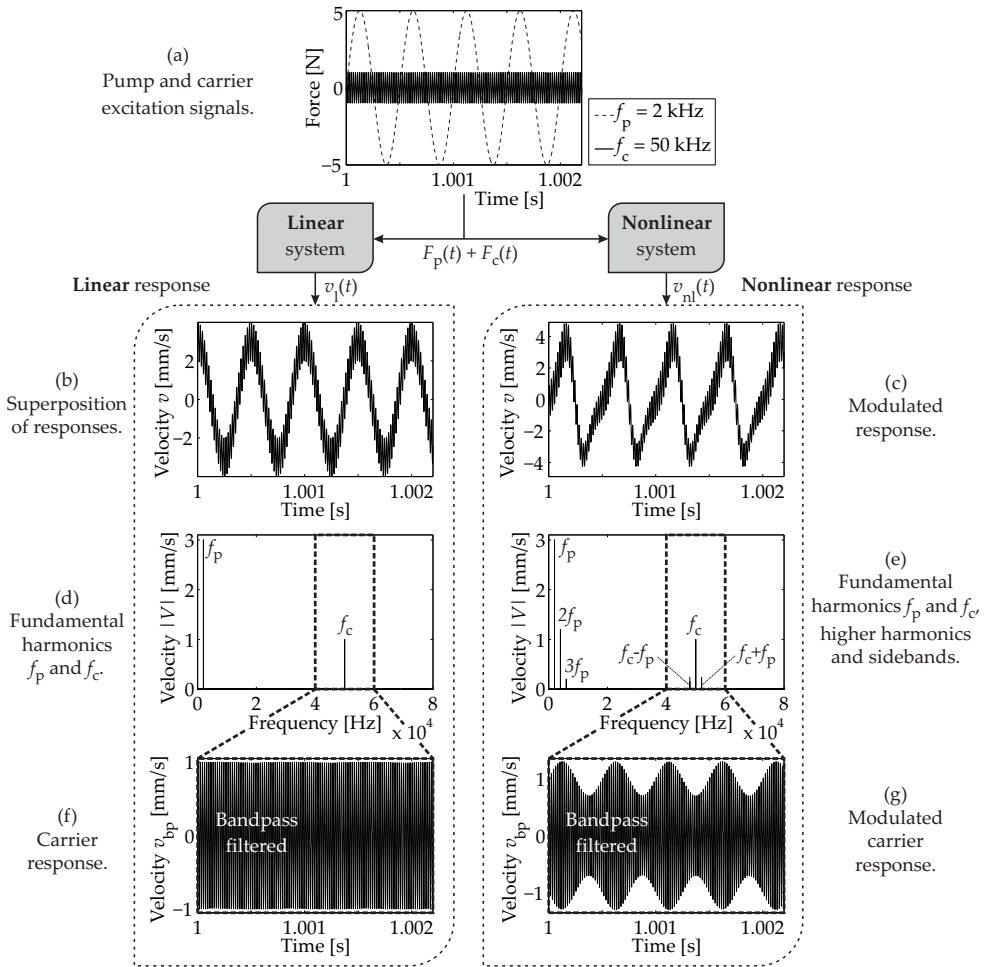 (a)
Pump and carrier
excitation signals.
Force [N]
5
0
−5
1
1.001
1.002
Time [s]
f_p = 2 kHz
f_c = 50 kHz
Linear
system
Nonlinear
system
F_p(t) + F_c(t)
Linear response
v_l(t)
v_nl(t)
Nonlinear response
(b)
Superposition
of responses.
Velocity v [mm/s]
2
0
−2
1
1.001
1.002
Time [s]
Velocity v [mm/s]
4
2
0
−2
−4
1
1.001
1.002
Time [s]
(c)
Modulated
response.
(d)
Fundamental
harmonics
f_p and f_c.
Velocity |V| [mm/s]
3
2
1
0
f_p
f_c
0
2
4
6
8
Frequency [Hz]
x 10^4
Velocity |V| [mm/s]
3
2
1
0
f_p
2f_p
3f_p
f_c-f_p
f_c
f_c+f_p
0
2
4
6
8
Frequency [Hz]
x 10^4
(e)
Fundamental
harmonics f_p and f_c,
higher harmonics
and sidebands.
(f)
Carrier
response.
Velocity v_bp [mm/s]
1
0
−1
Bandpass
filtered
1
1.001
1.002
Time [s]
Velocity v_bp [mm/s]
1
0
−1
Bandpass
filtered
1
1.001
1.002
Time [s]
(g)
Modulated
carrier
response.